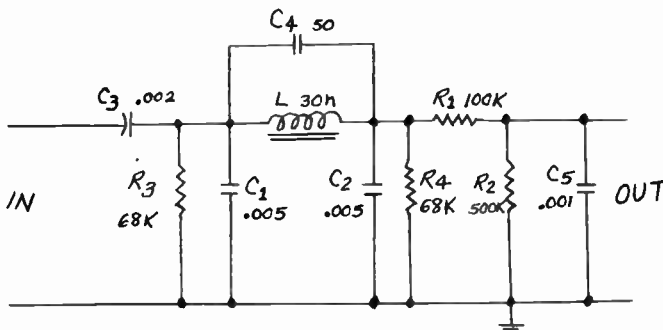 C4 50
C3 .002
L 30h
R1 100K
IN
R3
68K
C1
.005
C2
.005
R4
68K
R2
500K
C5
.001
OUT